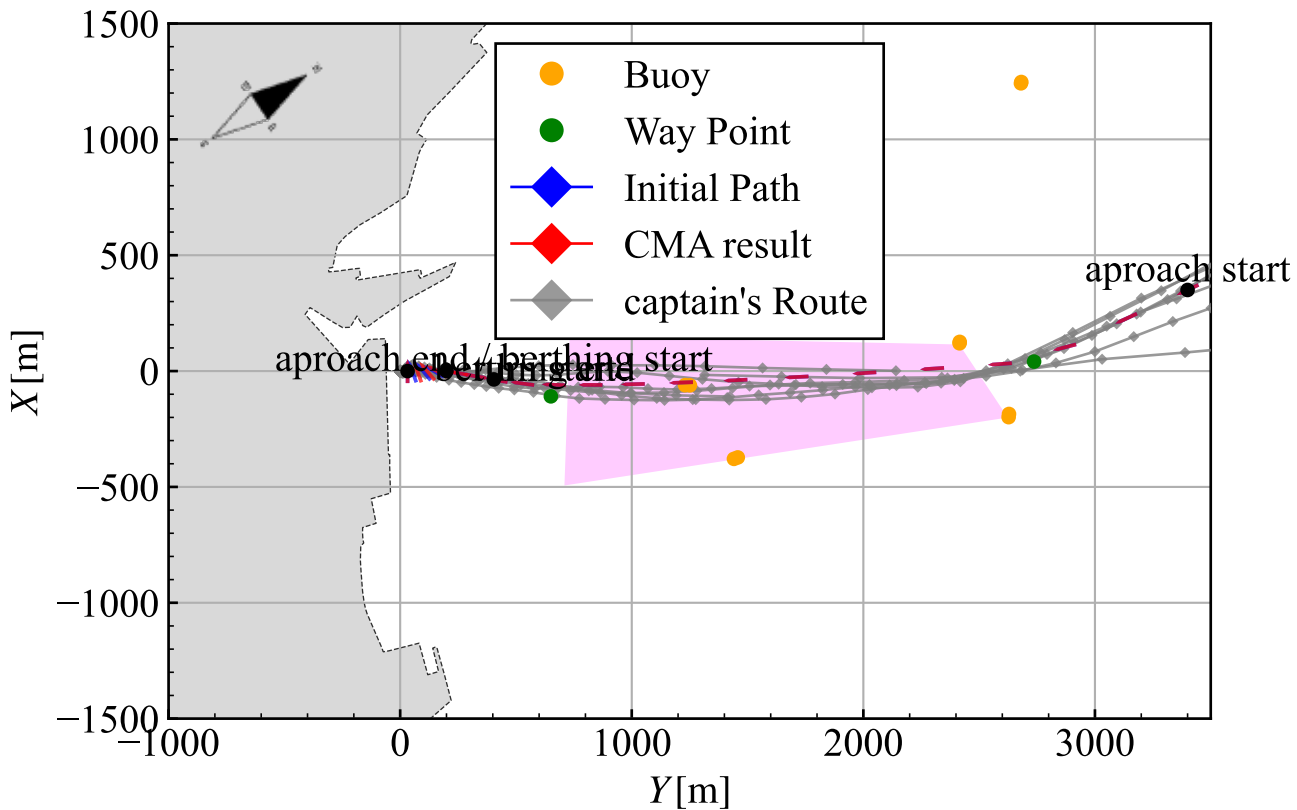 1500
1000
500
0
−500
−1000
−1500
X [m]
Buoy
Way Point
Initial Path
CMA result
captain's Route
aproach start
aproach end / berthing start
−1000
0
1000
2000
3000
Y [m]